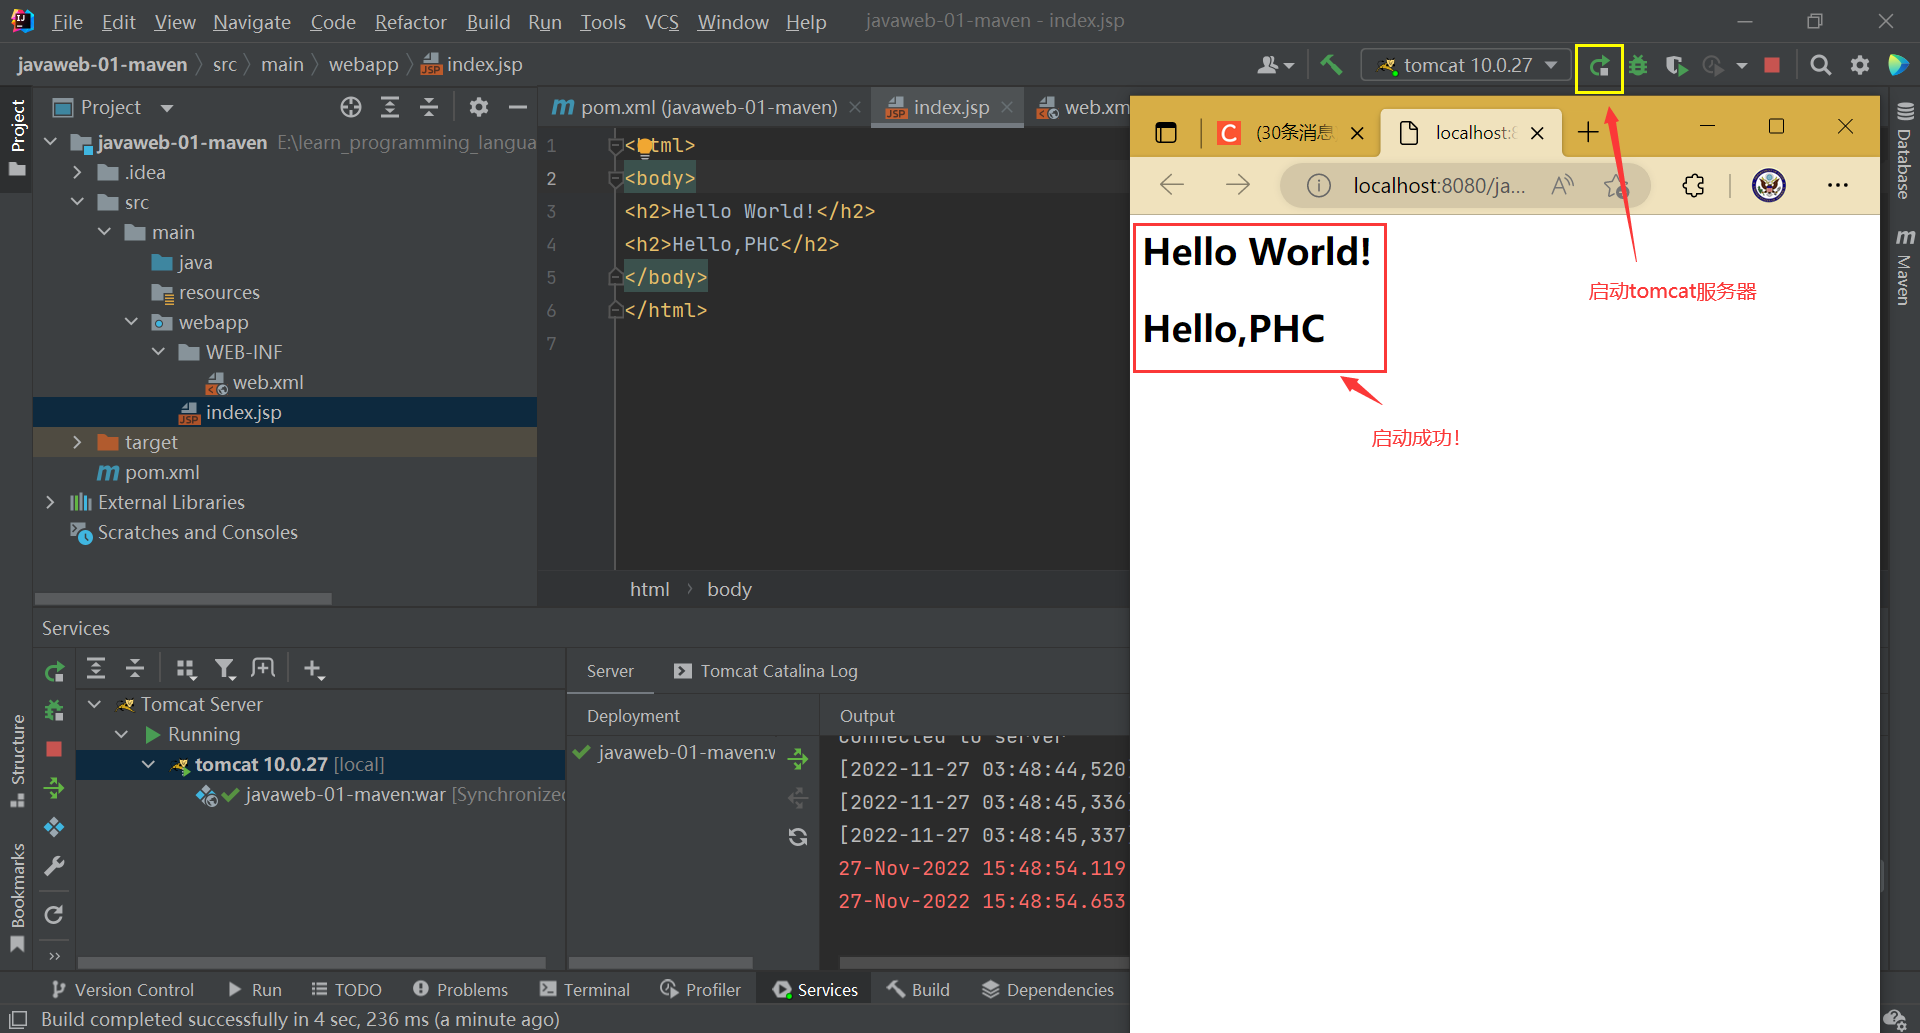 File Edit View Navigate Code Refactor Build Run Tools VCS Window Help javaweb-01-maven - index.jsp
javaweb-01-maven src main webapp index.jsp
tomcat 10.0.27
Project
pom.xml (javaweb-01-maven)
index.jsp
web.xm
Project
javaweb-01-maven E:\learn_programming_langua
.idea
src
main
java
resources
webapp
WEB-INF
web.xml
index.jsp
target
pom.xml
External Libraries
Scratches and Consoles
1 <html>
2 <body>
3 <h2>Hello World!</h2>
4 <h2>Hello,PHC</h2>
5 </body>
6 </html>
7
html body
(30条消息
localhost:8
localhost:8080/ja...
Hello World!
Hello,PHC
启动tomcat服务器
启动成功!
Database
Maven
Services
Server
Tomcat Catalina Log
Tomcat Server
Running
tomcat 10.0.27 [local]
javaweb-01-maven:war [Synchronized
Deployment
javaweb-01-maven:w
Output
Connected to server
[2022-11-27 03:48:44,520
[2022-11-27 03:48:45,336
[2022-11-27 03:48:45,337
27-Nov-2022 15:48:54.119
27-Nov-2022 15:48:54.653
Structure
Bookmarks
Version Control Run TODO Problems Terminal Profiler Services Build Dependencies
Build completed successfully in 4 sec, 236 ms (a minute ago)